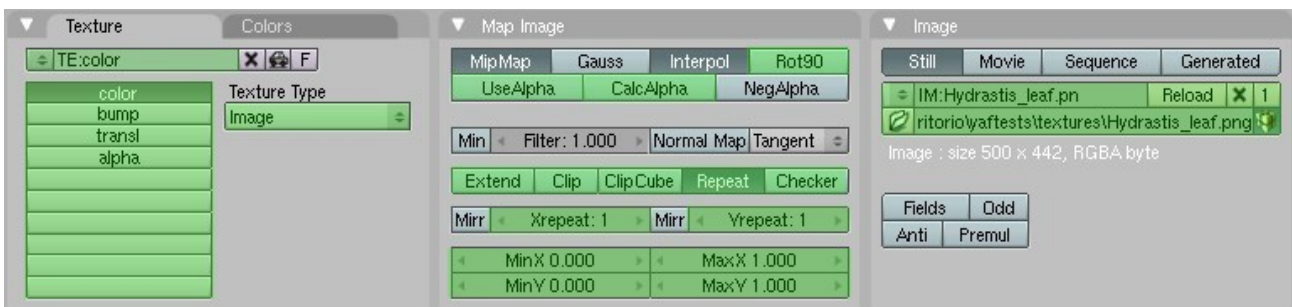 Texture Colors
TE:color F
color
bump
transl
alpha
Texture Type
Image
Map Image
MipMap Gauss Interpol Rot90
UseAlpha CalcAlpha NegAlpha
Min Filter: 1.000 Normal Map Tangent
Extend Clip ClipCube Repeat Checker
Mirr Xrepeat: 1 Mirr Yrepeat: 1
MinX 0.000 MaxX 1.000
MinY 0.000 MaxY 1.000
Image
Still Movie Sequence Generated
IM:Hydrastis_leaf.pn Reload 1
ritorio\yaftests\textures\Hydrastis_leaf.png
Image : size 500 x 442, RGBA byte
Fields Odd
Anti Premul